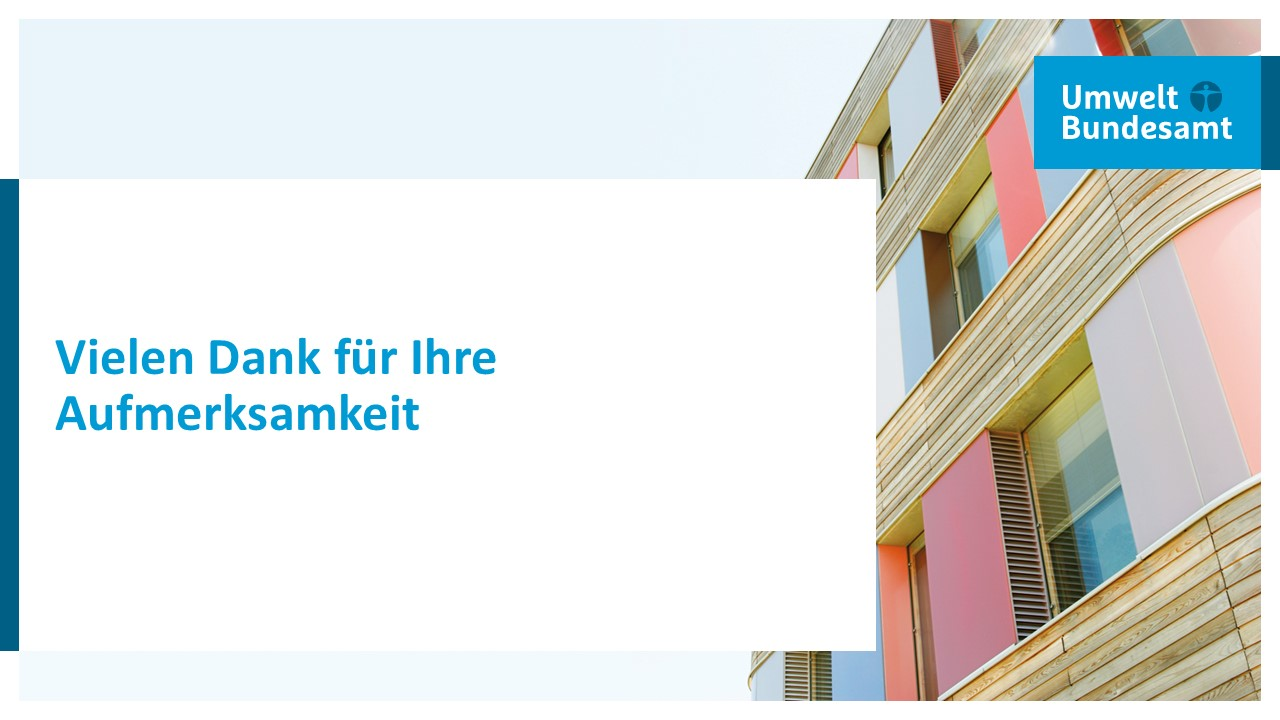 Umwelt
Bundesamt
Vielen Dank für Ihre
Aufmerksamkeit